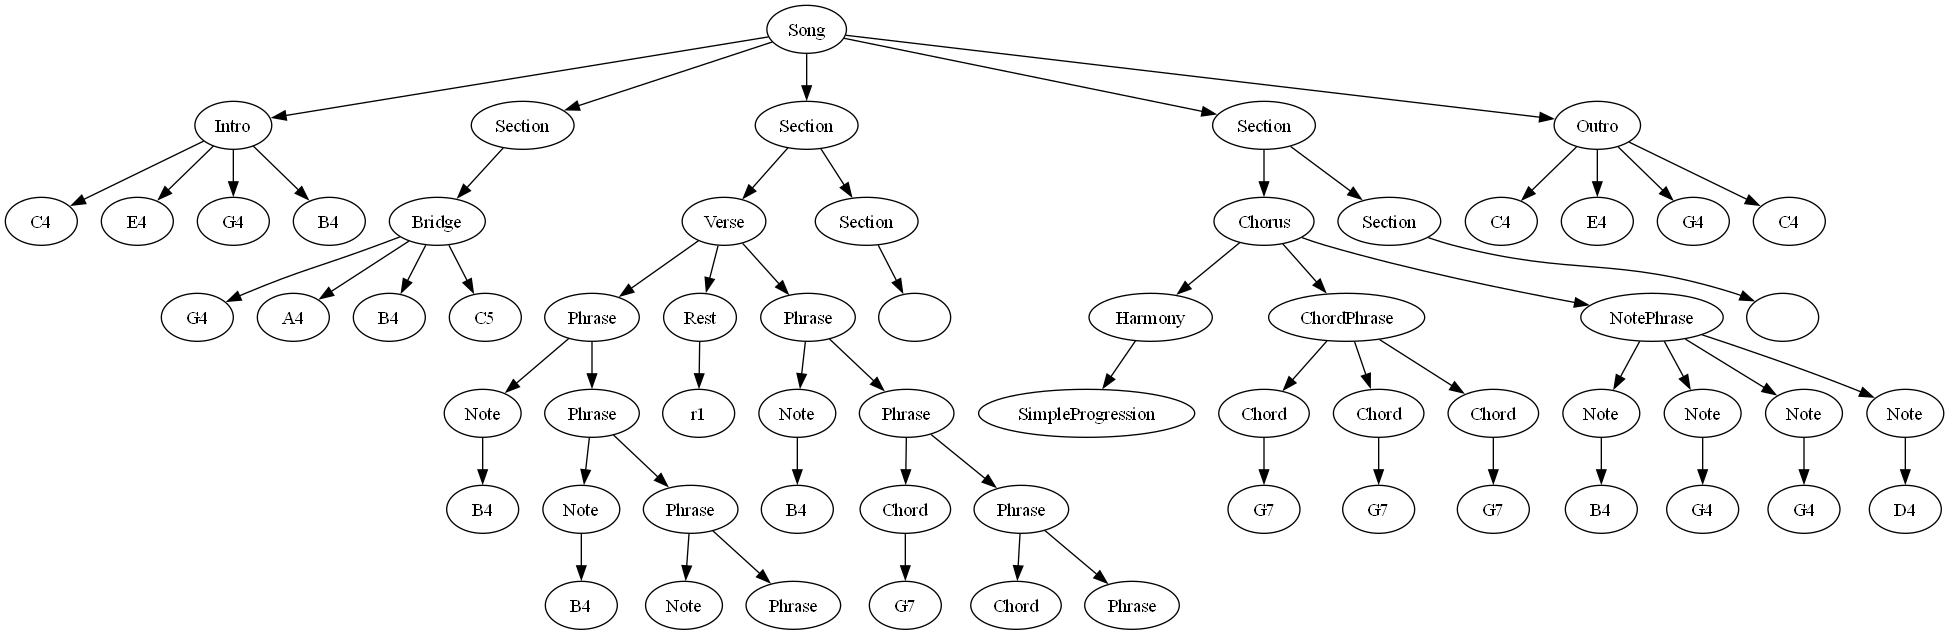 Song
Intro
Section
Section
Section
Outro
C4
E4
G4
B4
Bridge
Verse
Section
Chorus
Section
C4
E4
G4
C4
G4
A4
B4
C5
Phrase
Rest
Phrase
Harmony
ChordPhrase
NotePhrase
Note
Phrase
r1
Note
Phrase
SimpleProgression
Chord
Chord
Chord
Note
Note
Note
Note
B4
Note
Phrase
B4
Chord
Phrase
G7
G7
G7
B4
G4
G4
D4
B4
Note
Phrase
G7
Chord
Phrase